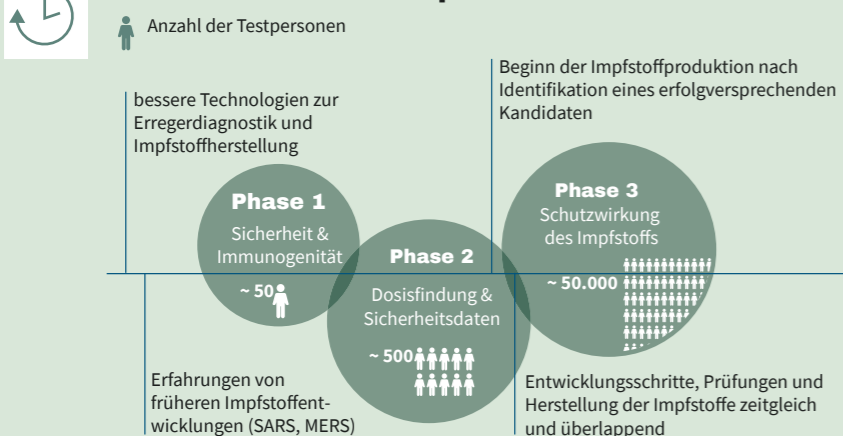 Anzahl der Testpersonen
Beginn der Impfstoffproduktion nach
Identifikation eines erfolgversprechenden
Kandidaten
bessere Technologien zur
Erregerdiagnostik und
Impfstoffherstellung
Phase 1
Sicherheit &
Immunogenität
~ 50
Phase 2
Dosisfindung &
Sicherheitsdaten
~ 500
Phase 3
Schutzwirkung
des Impfstoffs
~ 50.000
Erfahrungen von
früheren Impfstoffent-
wicklungen (SARS, MERS)
Entwicklungsschritte, Prüfungen und
Herstellung der Impfstoffe zeitgleich
und überlappend